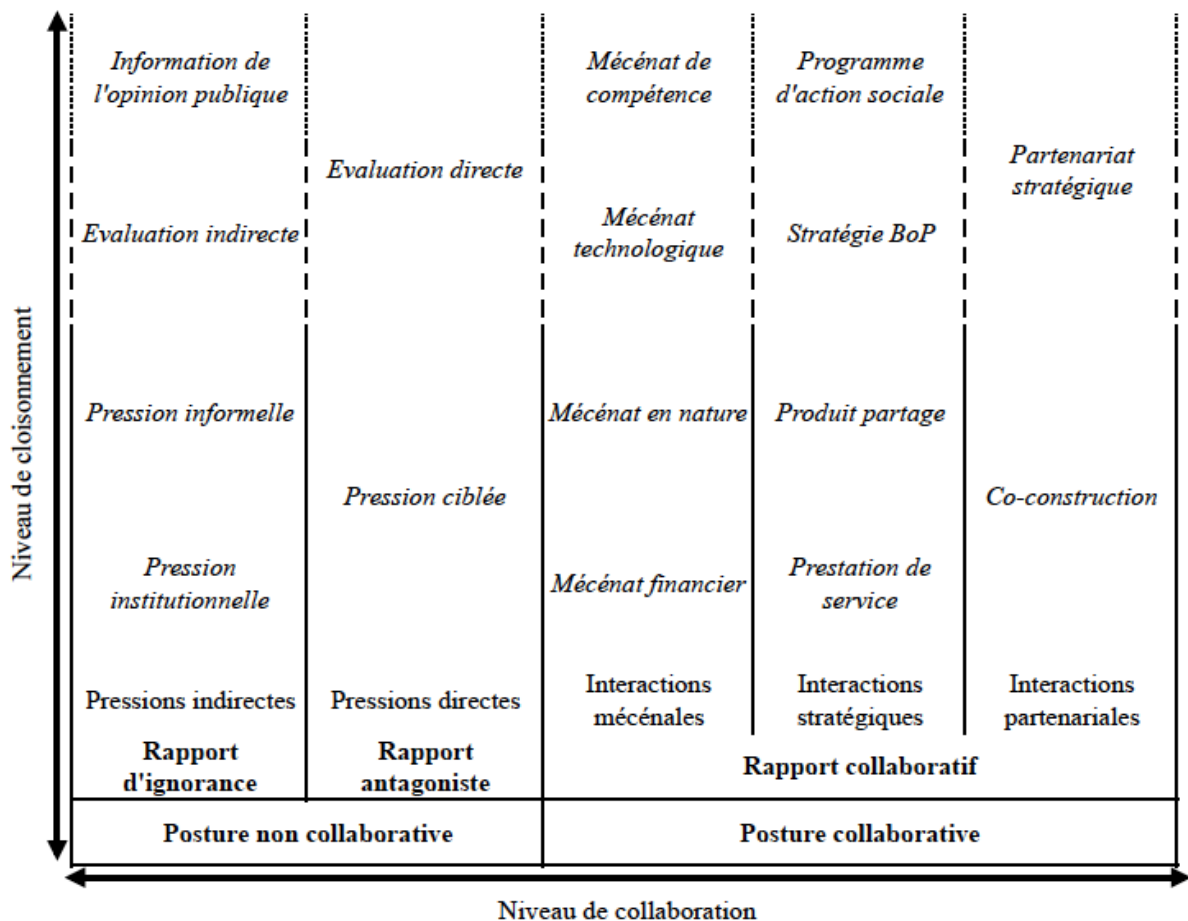 Information de
l'opinion publique
Mécénat de
compétence
Programme
d'action sociale
Evaluation directe
Partenariat
stratégique
Evaluation indirecte
Mécénat
technologique
Stratégie BoP
Pression informelle
Mécénat en nature
Produit partage
Pression ciblée
Co-construction
Pression
institutionnelle
Mécénat financier
Prestation de
service
Pressions indirectes
Pressions directes
Interactions
mécénales
Interactions
stratégiques
Interactions
partenariales
Rapport
d'ignorance
Rapport
antagoniste
Rapport collaboratif
Posture non collaborative
Posture collaborative
Niveau de cloisonnement
Niveau de collaboration